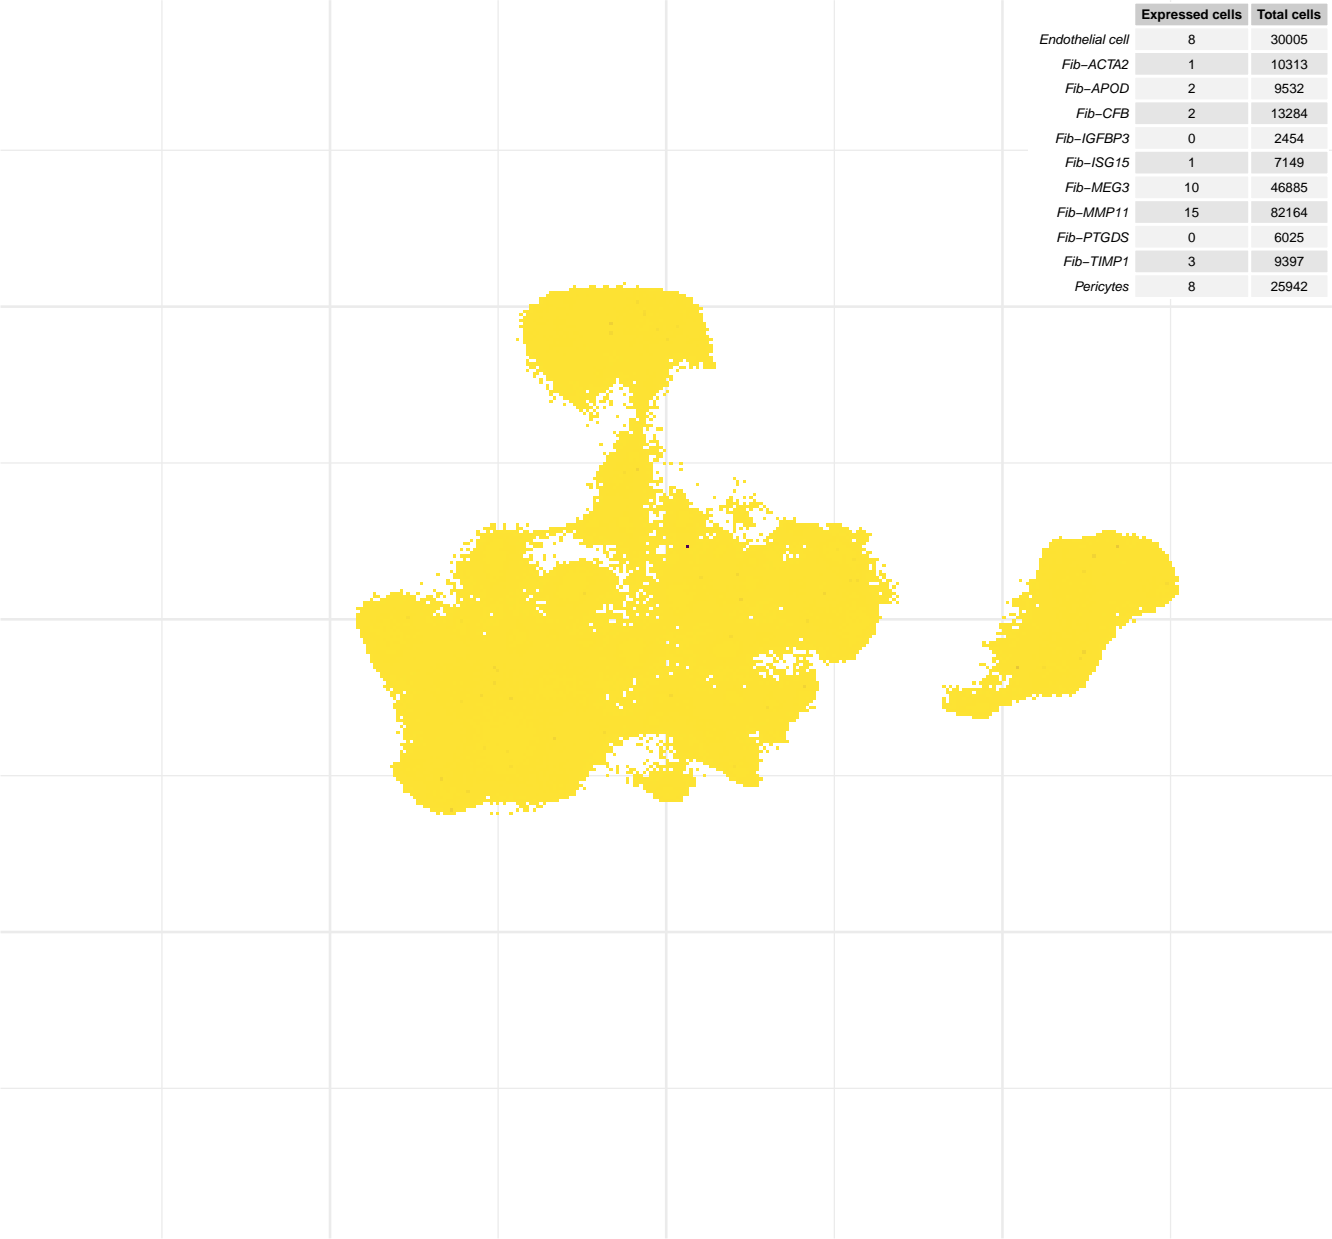 Expressed cells Total cells
Endothelial cell 8 30005
Fib−ACTA2 1 10313
Fib−APOD 2 9532
Fib−CFB 2 13284
Fib−IGFBP3 0 2454
Fib−ISG15 1 7149
Fib−MEG3 10 46885
Fib−MMP11 15 82164
Fib−PTGDS 0 6025
Fib−TIMP1 3 9397
Pericytes 8 25942